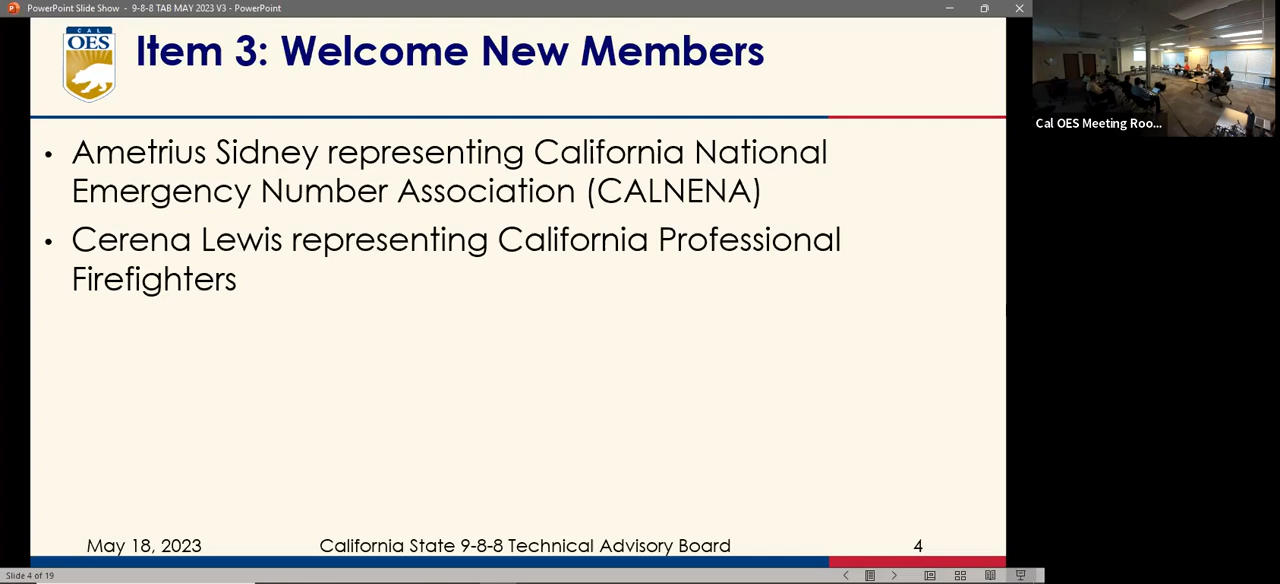 PowerPoint Slide Show - 9-8-8 TAB MAY 2023 V3 - PowerPoint
CAL
OES
Item 3: Welcome New Members
Cal OES Meeting Roo...
• Ametrius Sidney representing California National
Emergency Number Association (CALNENA)
• Cerena Lewis representing California Professional
Firefighters
May 18, 2023 California State 9-8-8 Technical Advisory Board 4
Slide 4 of 19